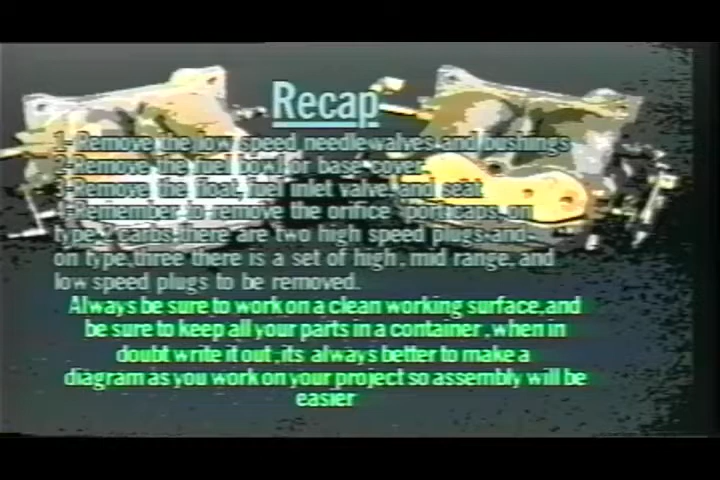 Recap
1-Remove the low speed needlevalves and bushings
2-Remove the fuel bowl or base cover
3-Remove the float, fuel inlet valve, and seat
4-Remember to remove the orifice port caps, on
type 2 carbs there are two high speed plugs and
on type three there is a set of high, mid range, and
low speed plugs to be removed.
Always be sure to work on a clean working surface,and
be sure to keep all your parts in a container ,when in
doubt write it out ,its always better to make a
diagram as you work on your project so assembly will be
easier